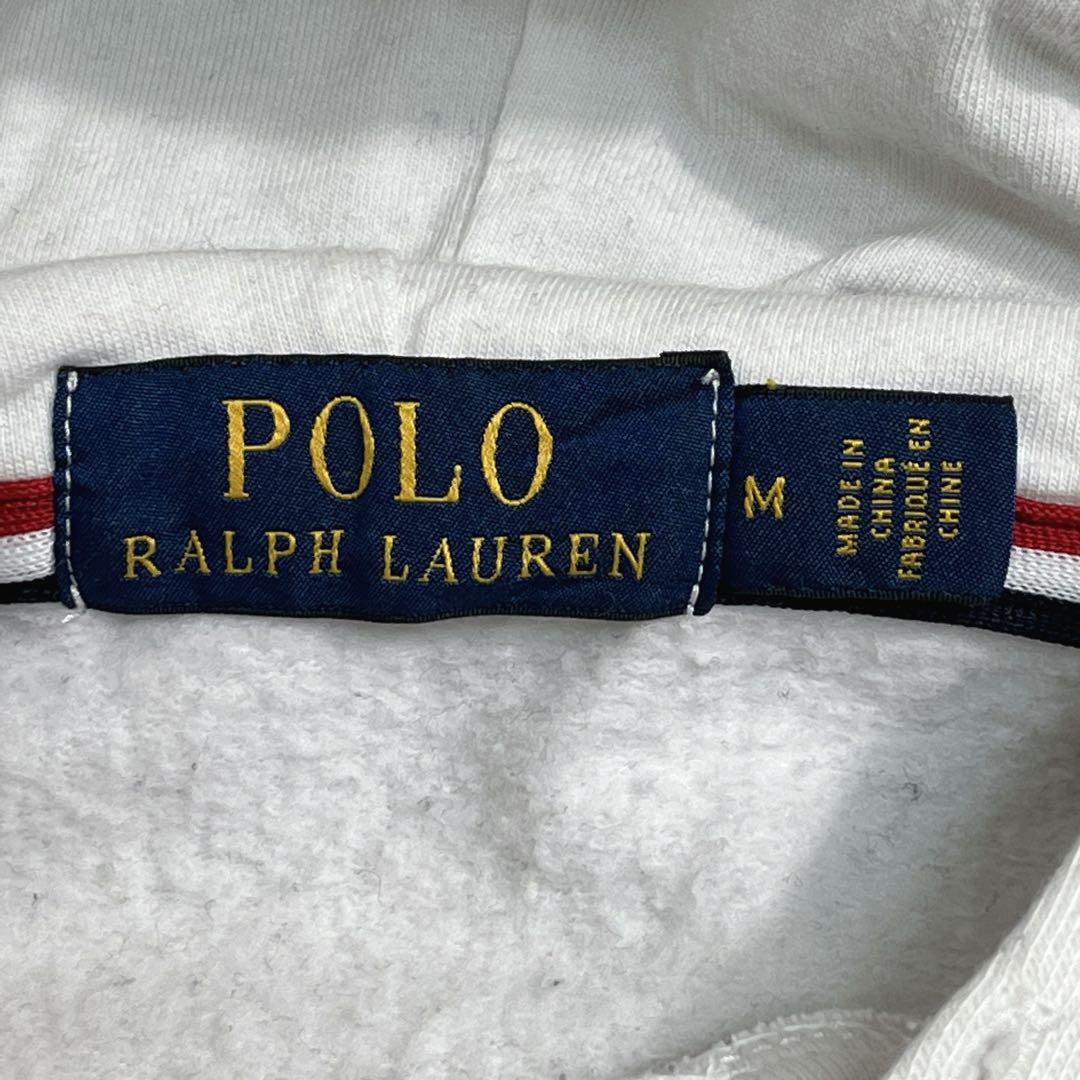 POLO
RALPH LAUREN
M
MADE IN
CHINA
FABRIQUÉ EN
CHINE